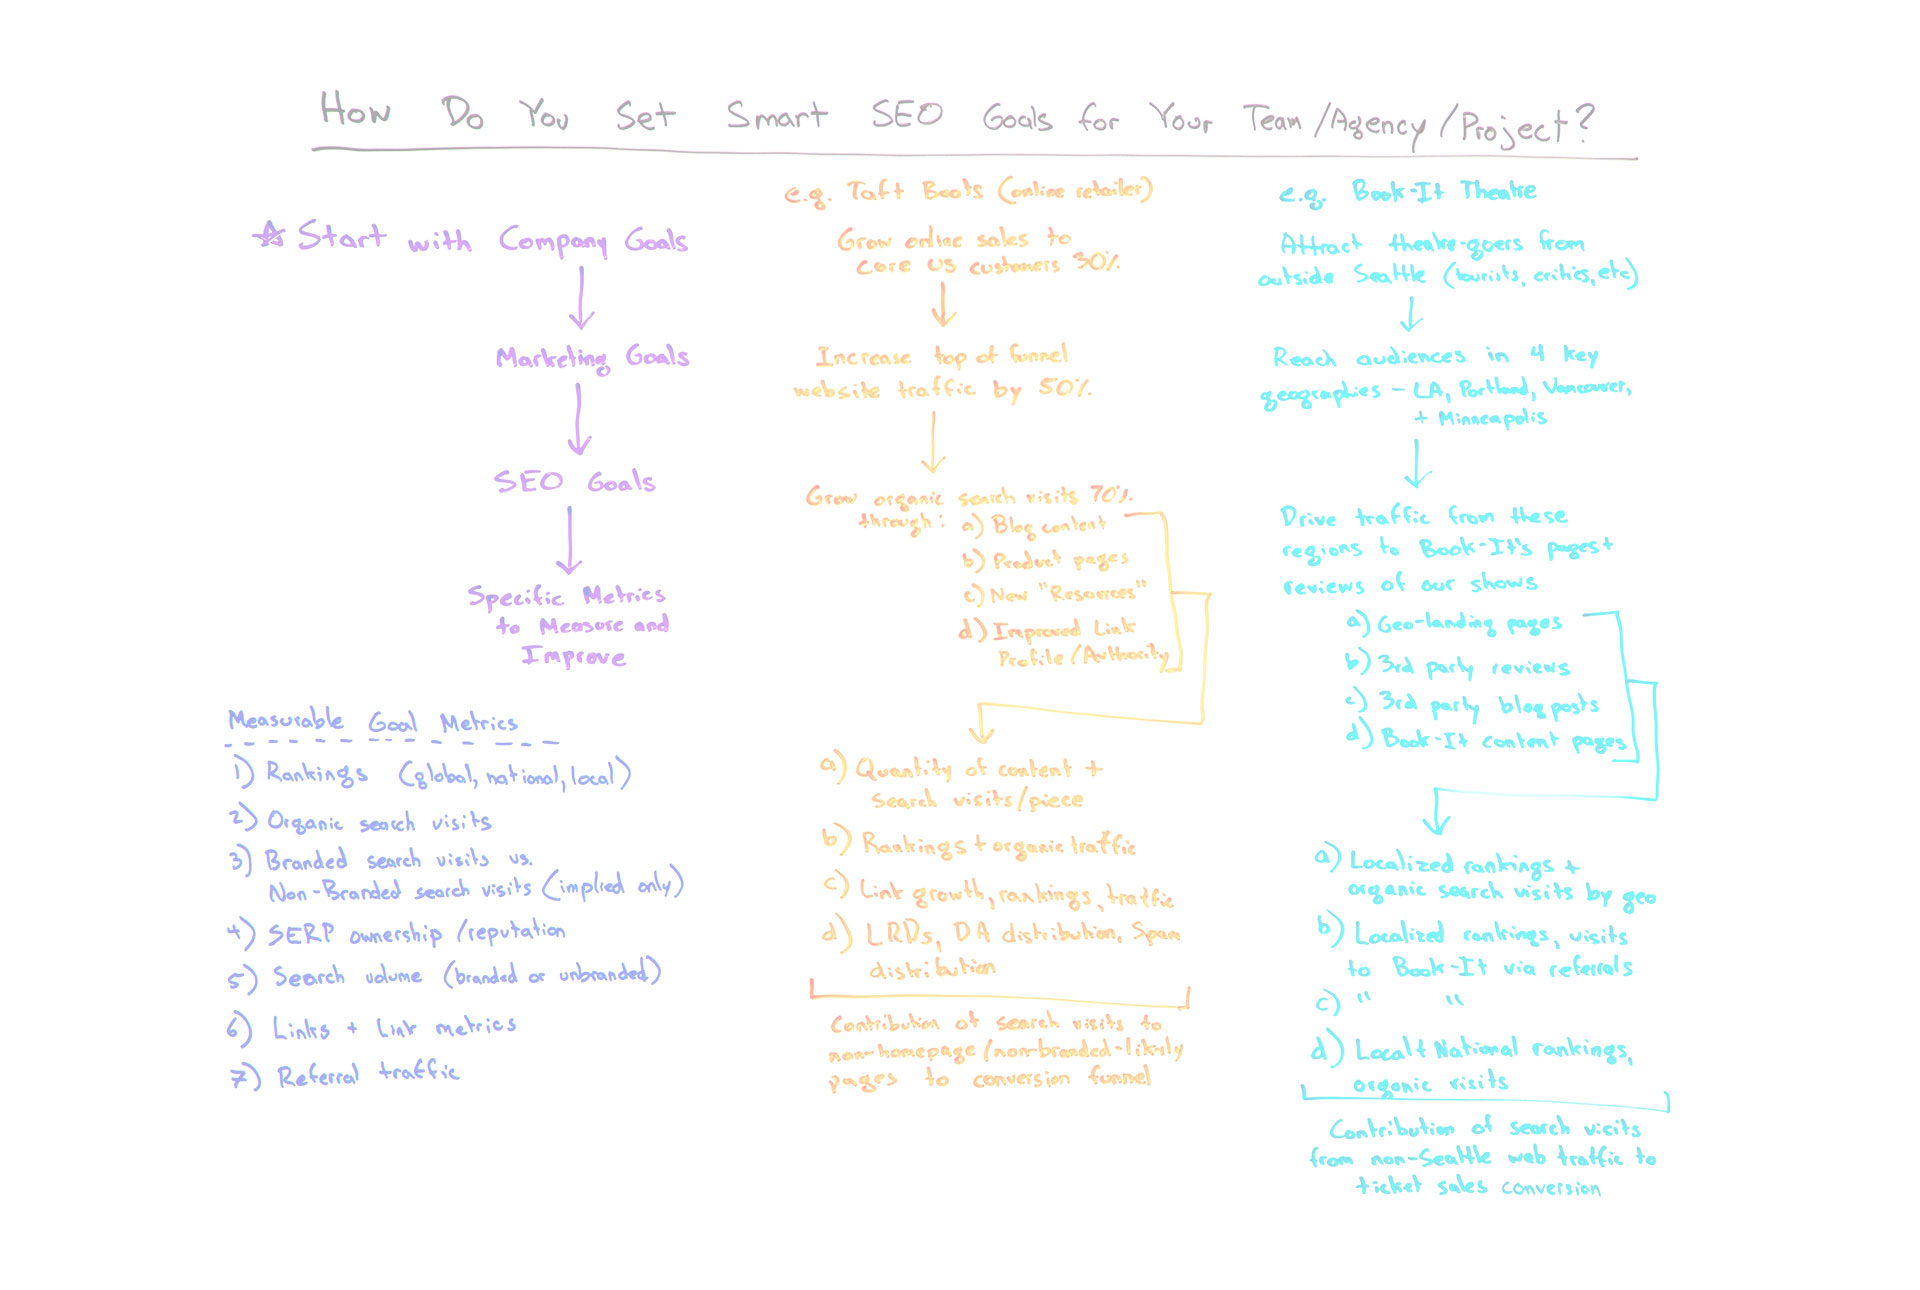 How Do You Set Smart SEO Goals for Your Team/Agency/Project?
☆ Start with Company Goals
Marketing Goals
SEO Goals
Specific Metrics
to Measure and
Improve
Measurable Goal Metrics
1) Rankings (global, national, local)
2) Organic search visits
3) Branded search visits vs.
Non-Branded search visits (implied only)
4) SERP ownership/reputation
5) Search volume (branded or unbranded)
6) Links + Link metrics
7) Referral traffic
e.g. Taft Boots (online retailer)
Grow online sales to
core US customers 30%
Increase top of funnel
website traffic by 50%
Grow organic search visits 70%
through: a) Blog content
b) Product pages
c) New "Resources"
d) Improved Link
Profile/Authority
a) Quantity of content +
search visits/piece
b) Rankings + organic traffic
c) Link growth, rankings, traffic
d) LRDs, DA distribution, Spam
distribution
Contribution of search visits to
non-homepage/non-branded-likely
pages to conversion funnel
e.g. Book-It Theatre
Attract theatre-goers from
outside Seattle (tourists, critics, etc)
Reach audiences in 4 key
geographies - LA, Portland, Vancouver,
+ Minneapolis
Drive traffic from these
regions to Book-It's pages +
reviews of our shows
a) Geo-landing pages
b) 3rd party reviews
c) 3rd party blog posts
d) Book-It content pages
a) Localized rankings +
organic search visits by geo
b) Localized rankings, visits
to Book-It via referrals
c) " "
d) Local + National rankings,
organic visits
Contribution of search visits
from non-Seattle web traffic to
ticket sales conversion